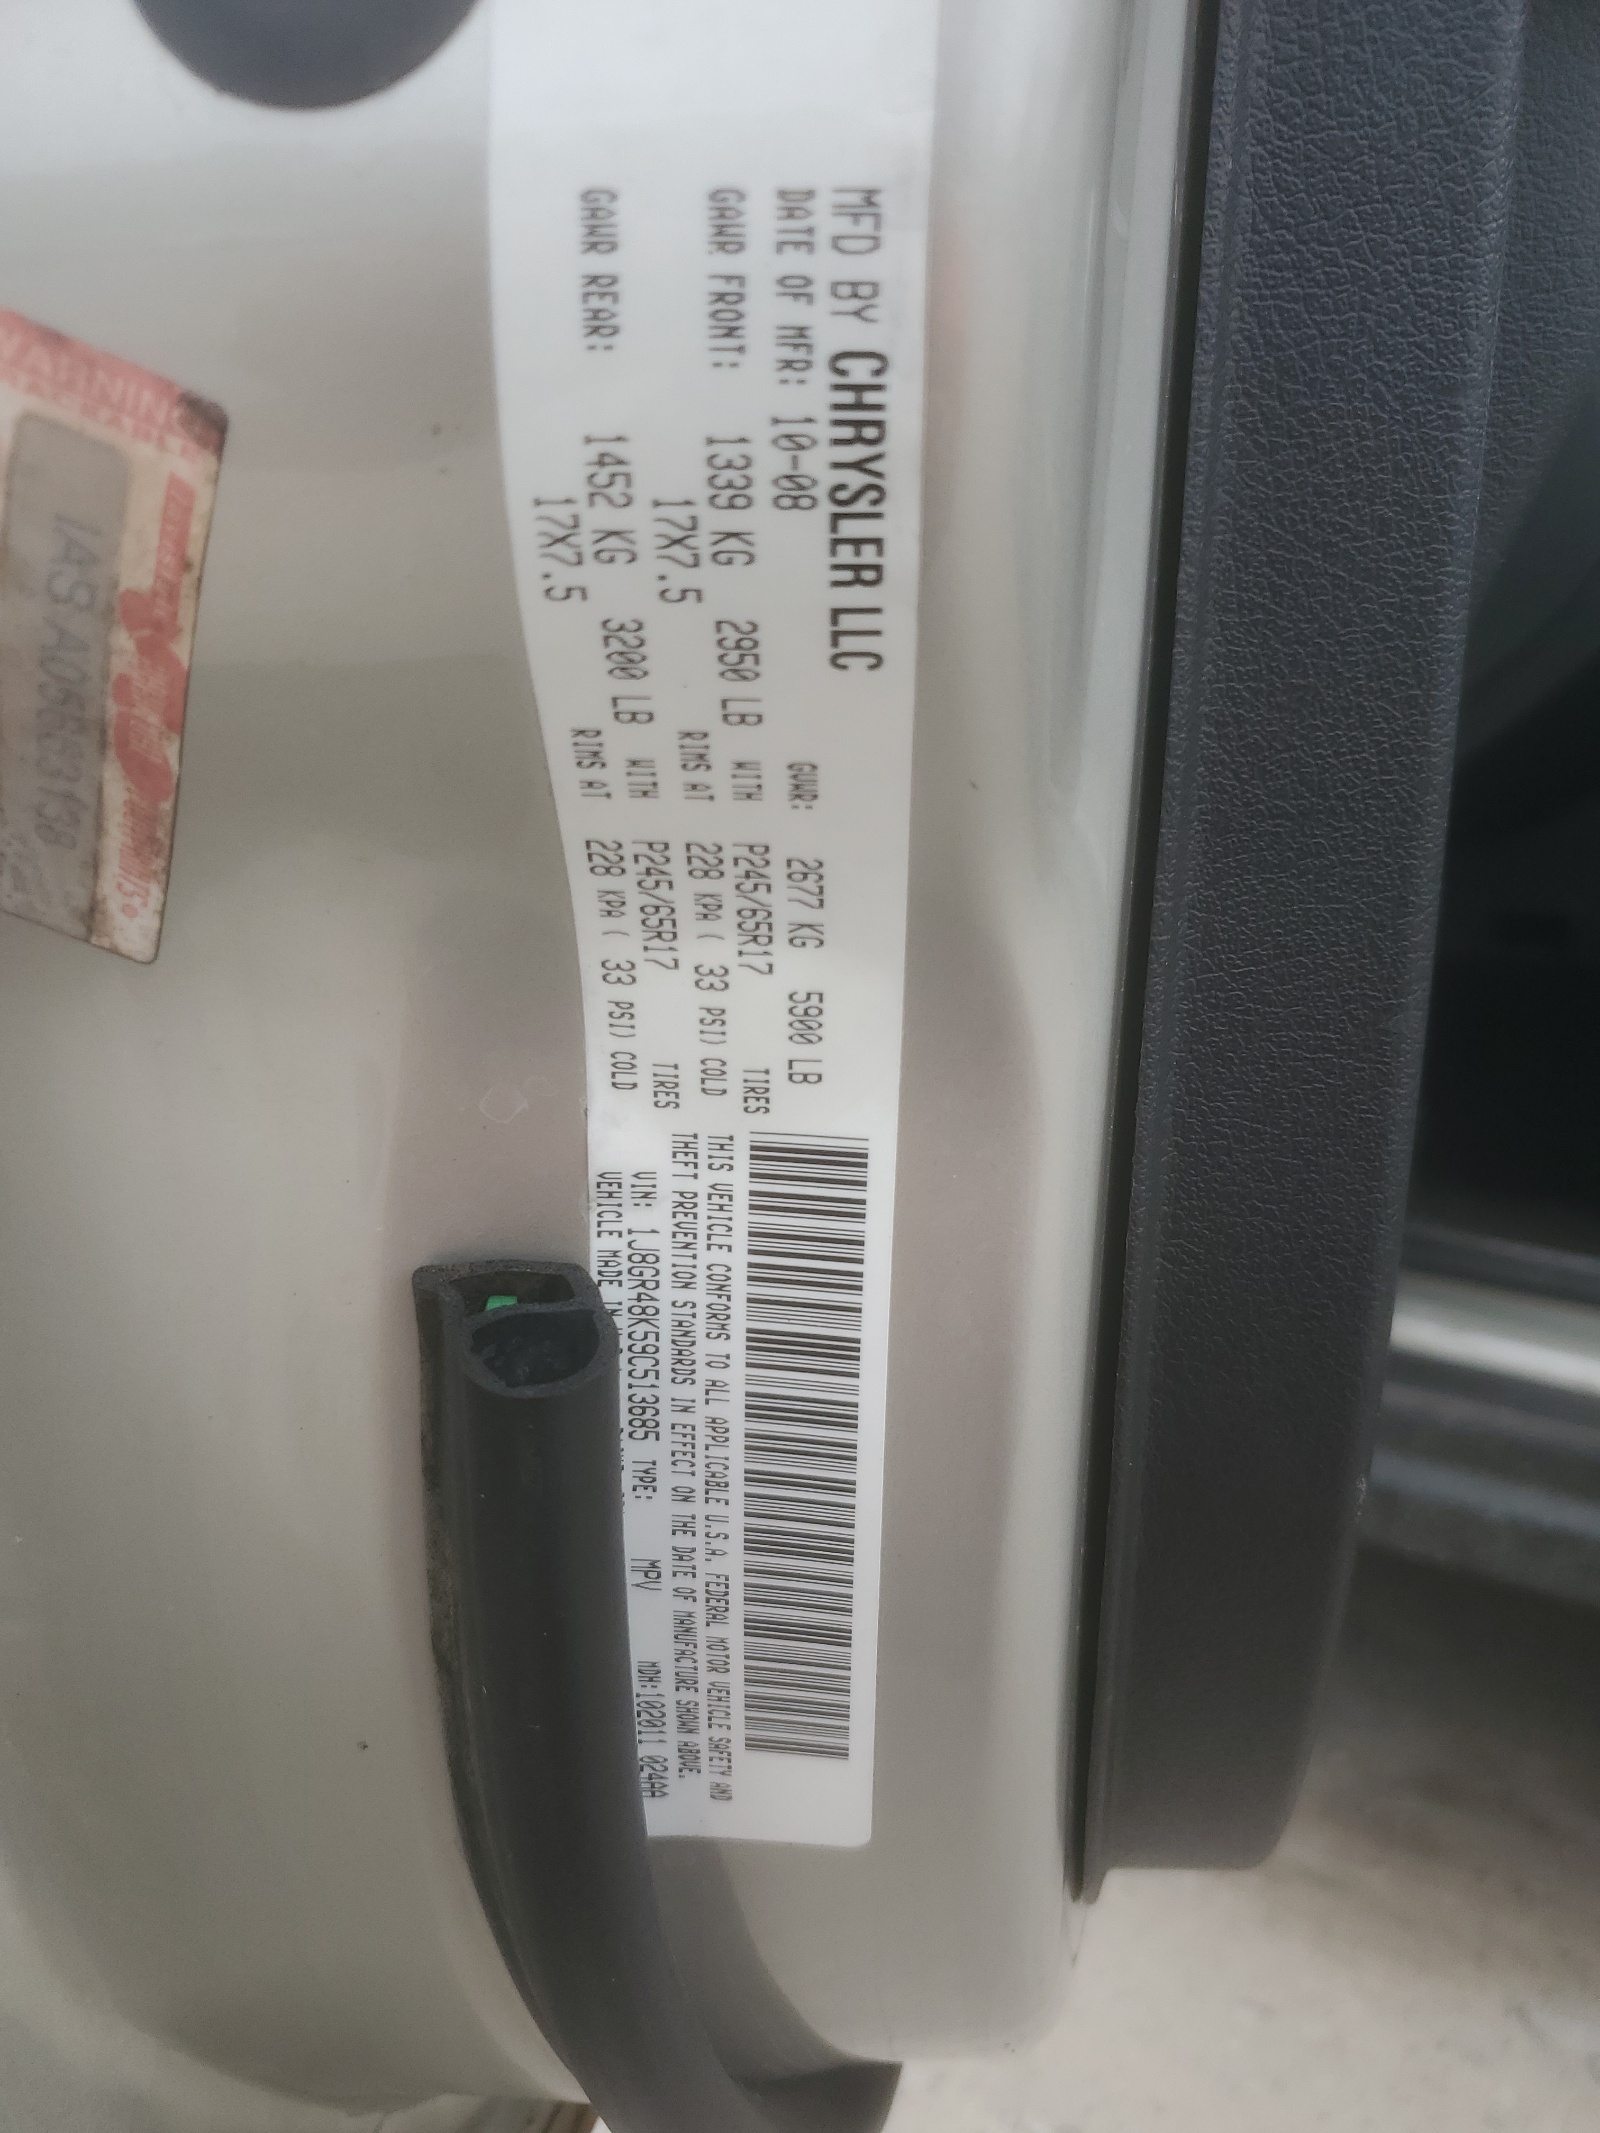 MFD BY CHRYSLER LLC
DATE OF MFR: 10-08 GVWR: 2677 KG 5900 LB
GAWR FRONT: 1339 KG 2950 LB WITH P245/65R17 TIRES
17X7.5 RIMS AT 228 KPA ( 33 PSI) COLD
GAWR REAR: 1452 KG 3200 LB WITH P245/65R17 TIRES
17X7.5 RIMS AT 228 KPA ( 33 PSI) COLD
THIS VEHICLE CONFORMS TO ALL APPLICABLE U.S.A. FEDERAL MOTOR VEHICLE SAFETY AND
THEFT PREVENTION STANDARDS IN EFFECT ON THE DATE OF MANUFACTURE SHOWN ABOVE.
VIN: 1J8GR48K59C513685 TYPE: MPV MDH:102011 024AA
VEHICLE MADE IN
WARNING
IAS A0566313B